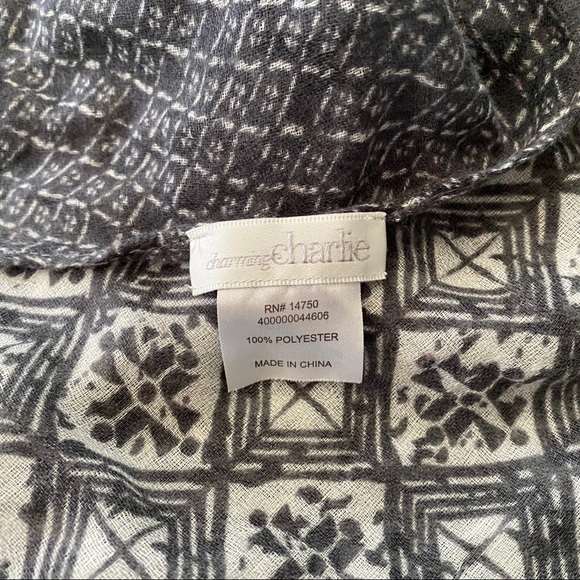 charming charlie
RN# 14750
400000044606
100% POLYESTER
MADE IN CHINA